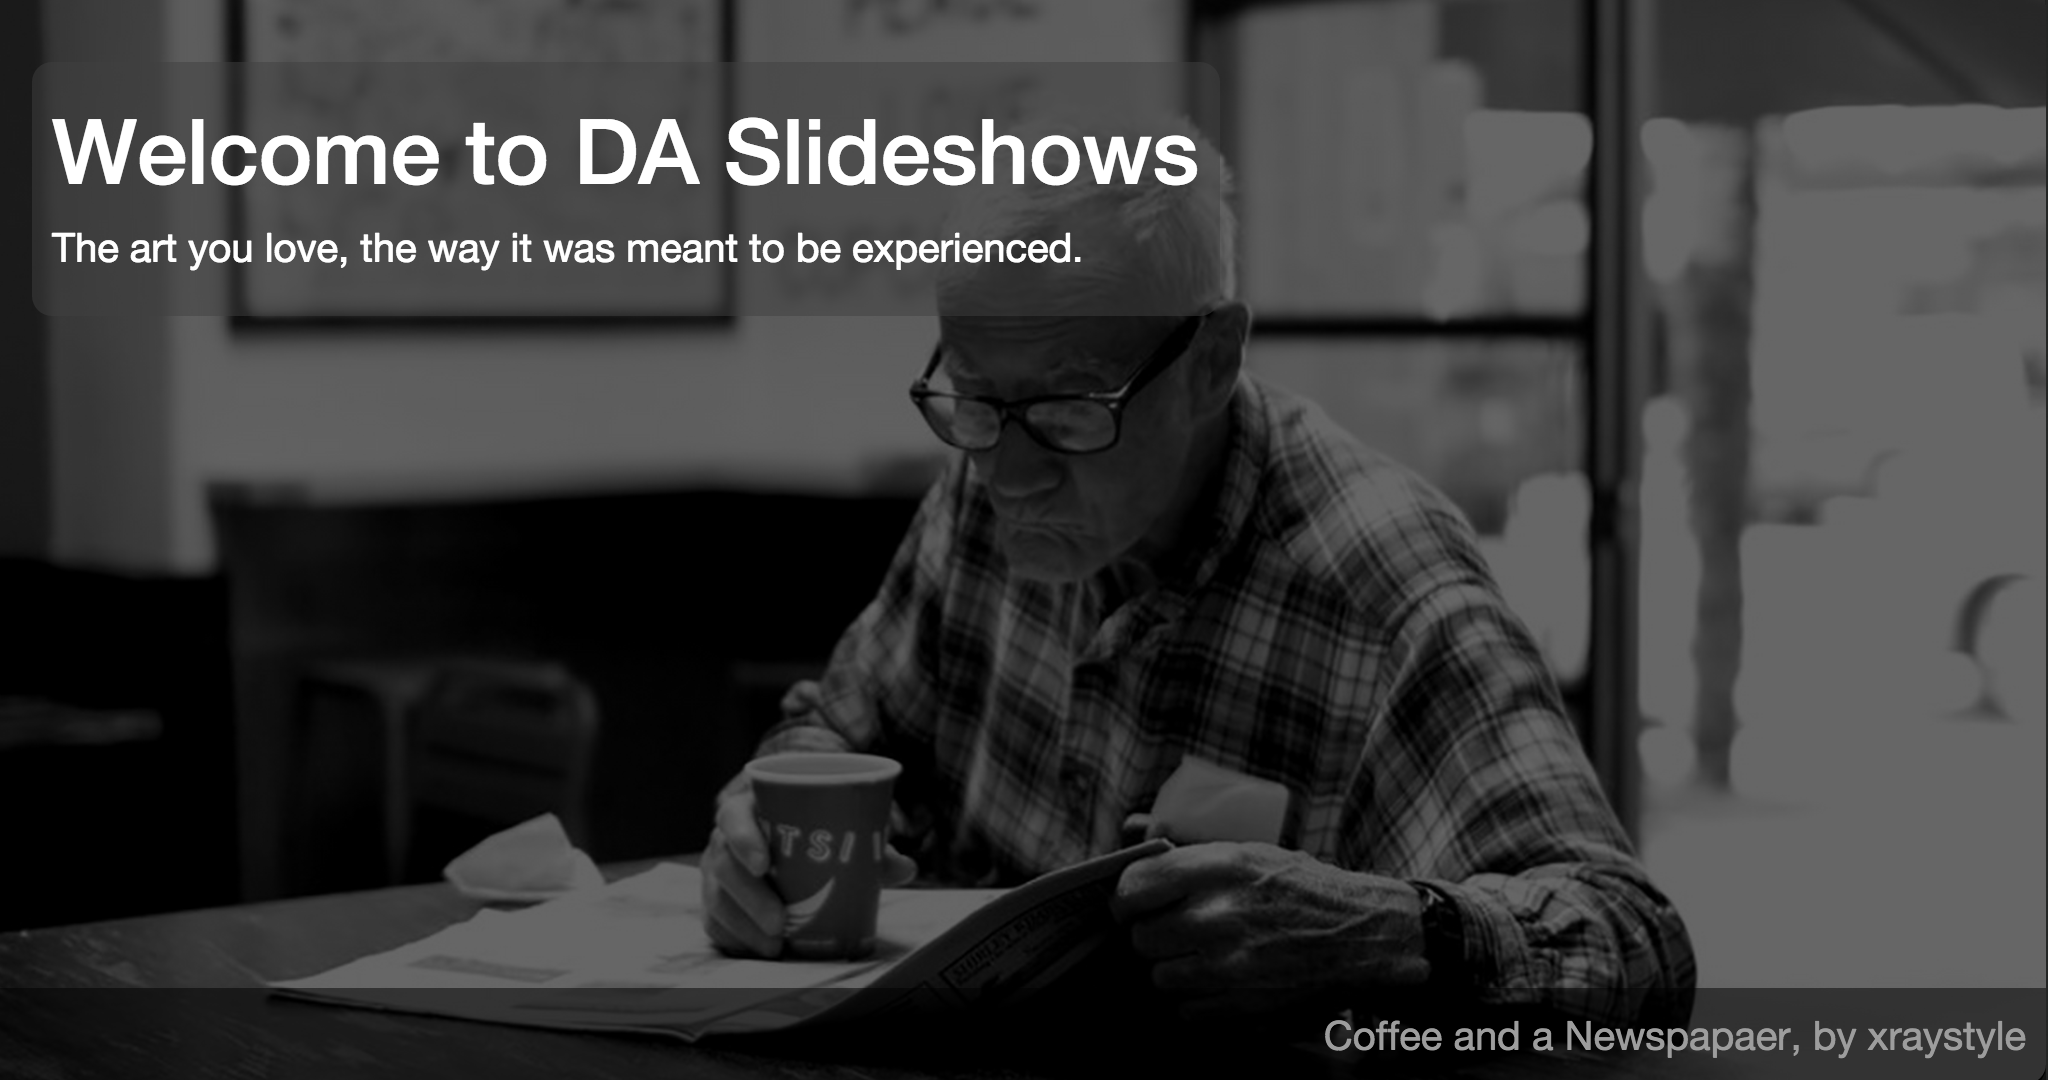 Welcome to DA Slideshows
The art you love, the way it was meant to be experienced.
TS/
Coffee and a Newspapaer, by xraystyle